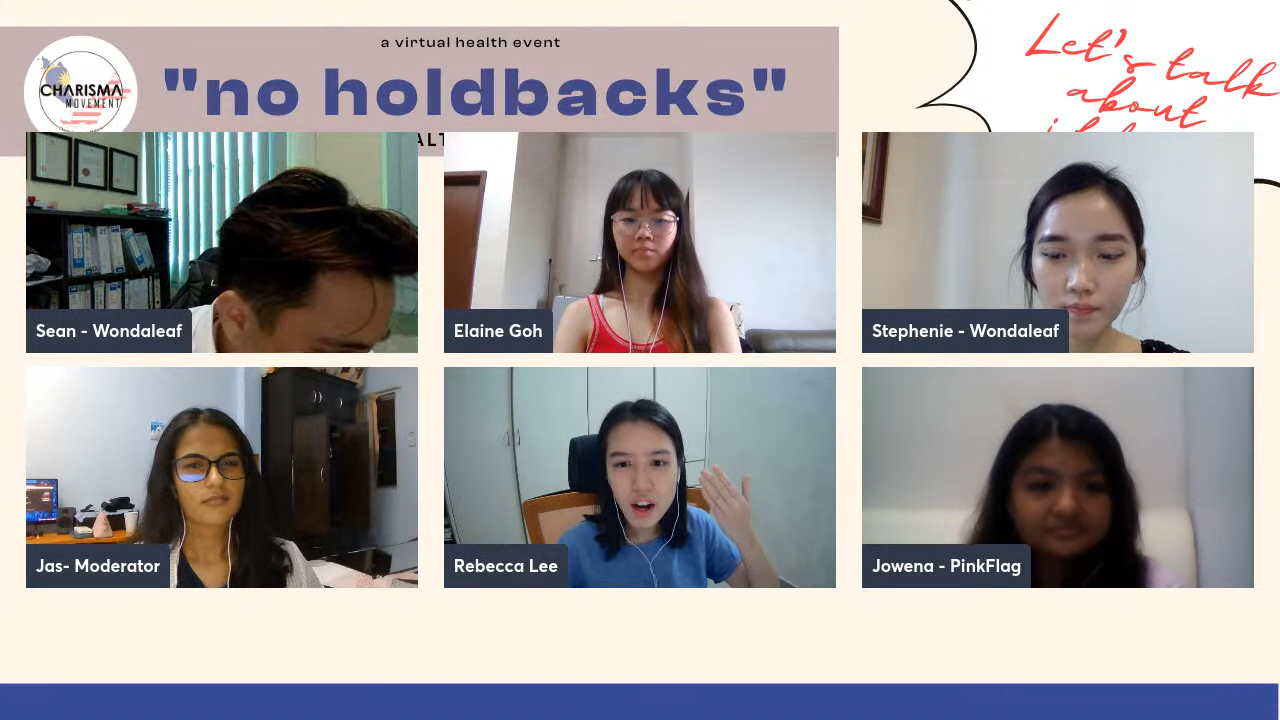 a virtual health event
CHARISMA
MOVEMENT
"no holdbacks"
Let's talk
about
Sean - Wondaleaf
Elaine Goh
Stephenie - Wondaleaf
Jas- Moderator
Rebecca Lee
Jowena - PinkFlag